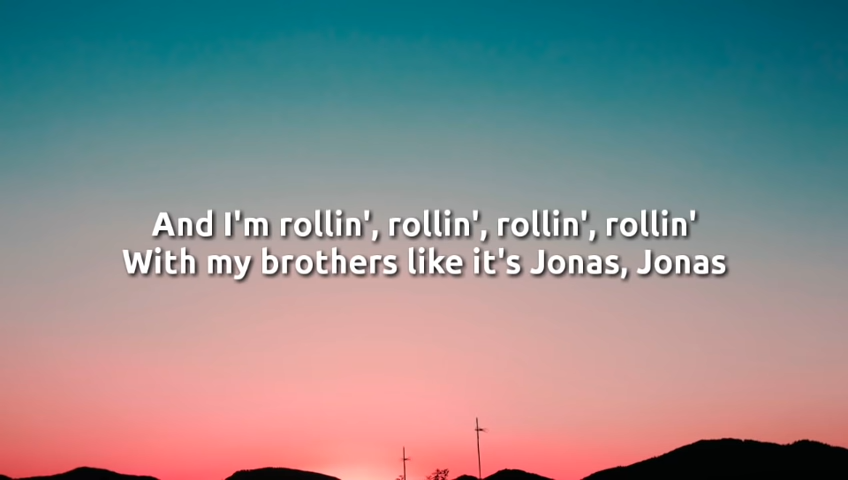 And I'm rollin', rollin', rollin', rollin'
With my brothers like it's Jonas, Jonas